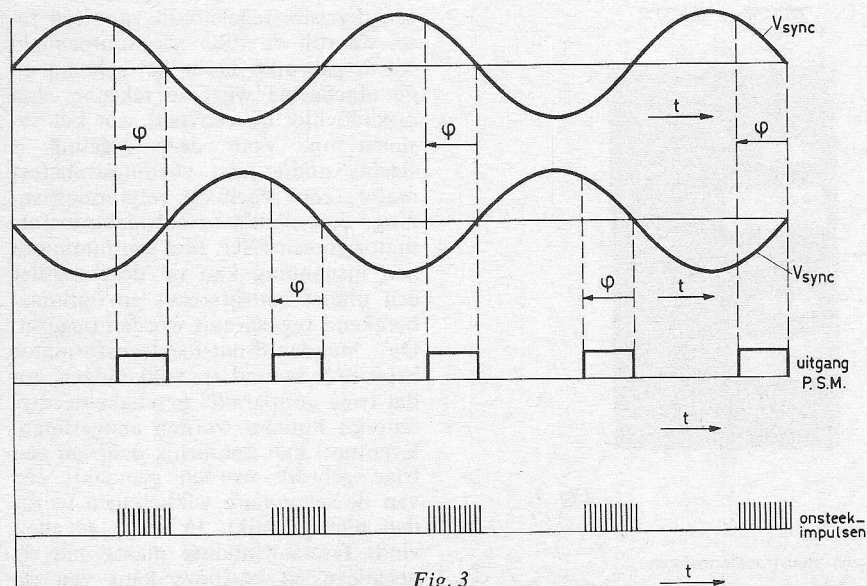 Vsync
t
φ
φ
φ
Vsync
t
φ
φ
uitgang
P.S.M.
t
onsteek-
impulsen
t
Fig. 3